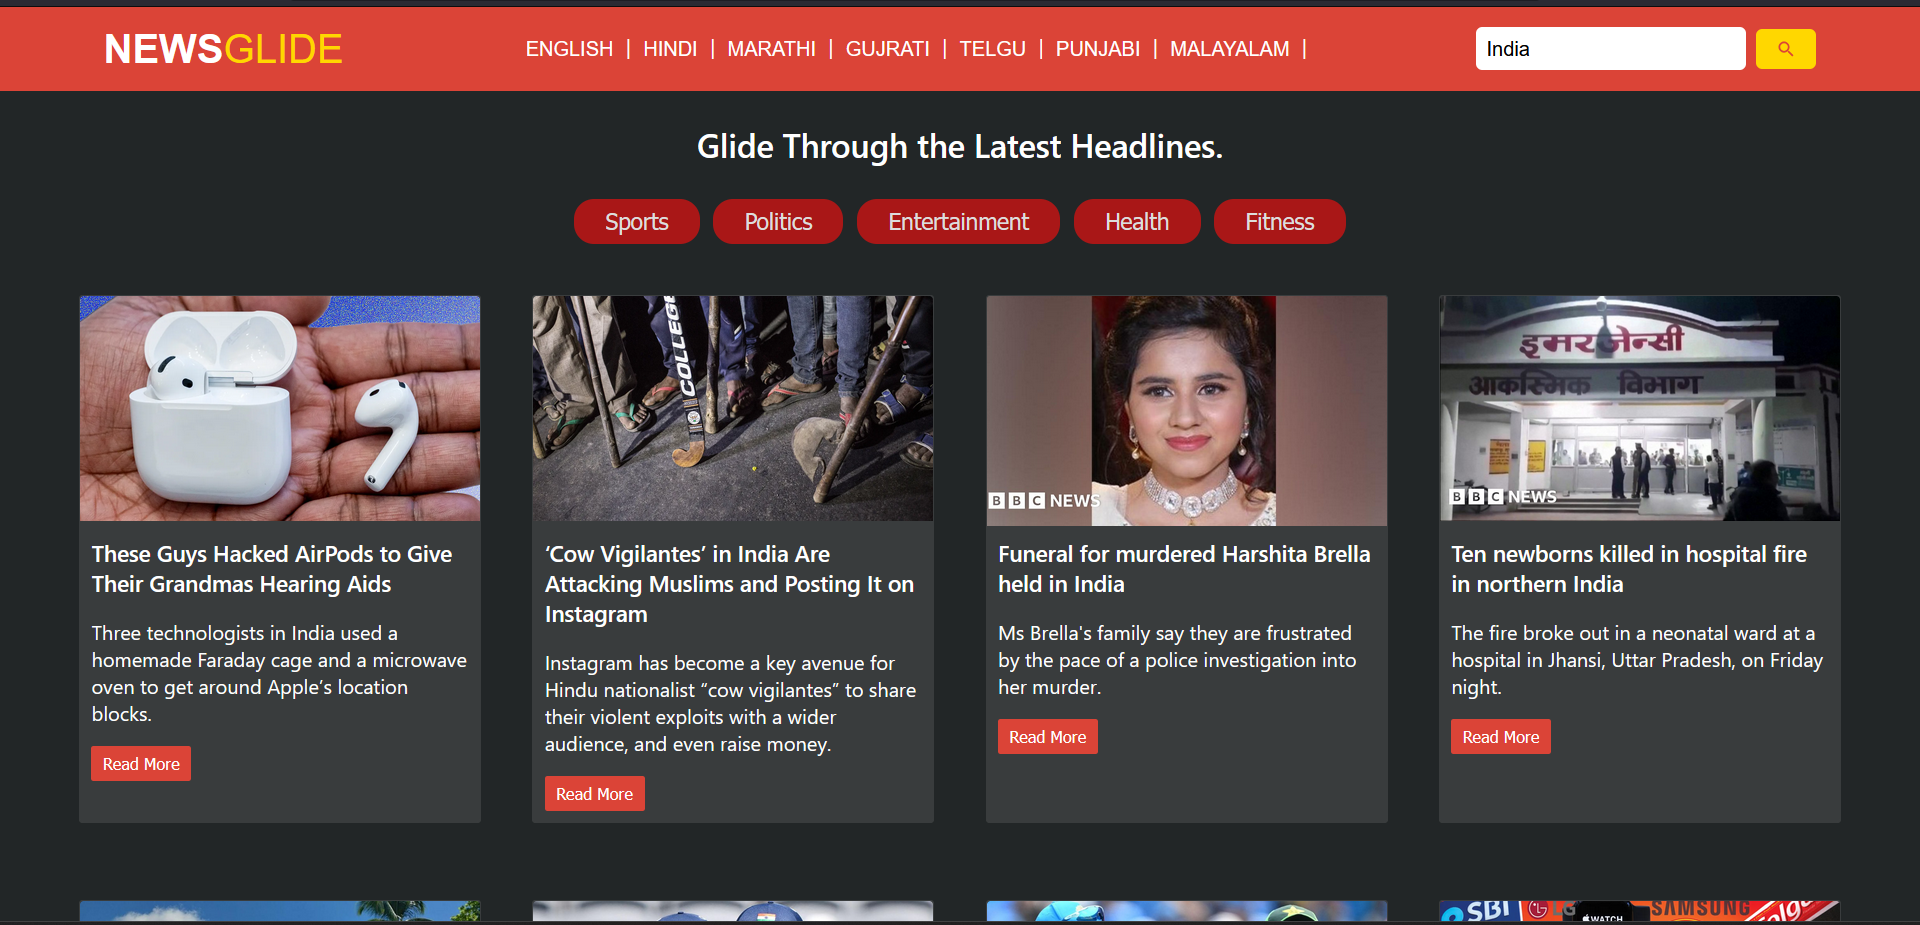 NEWSGLIDE
ENGLISH | HINDI | MARATHI | GUJRATI | TELGU | PUNJABI | MALAYALAM |
India
Glide Through the Latest Headlines.
Sports
Politics
Entertainment
Health
Fitness
These Guys Hacked AirPods to Give
Their Grandmas Hearing Aids
Three technologists in India used a
homemade Faraday cage and a microwave
oven to get around Apple’s location
blocks.
Read More
COLLEGE
‘Cow Vigilantes’ in India Are
Attacking Muslims and Posting It on
Instagram
Instagram has become a key avenue for
Hindu nationalist “cow vigilantes” to share
their violent exploits with a wider
audience, and even raise money.
Read More
BBC NEWS
Funeral for murdered Harshita Brella
held in India
Ms Brella's family say they are frustrated
by the pace of a police investigation into
her murder.
Read More
इमरजेन्सी
आकस्मिक विभाग
BBC NEWS
Ten newborns killed in hospital fire
in northern India
The fire broke out in a neonatal ward at a
hospital in Jhansi, Uttar Pradesh, on Friday
night.
Read More
SBI
LG
WATCH
SAMSUNG